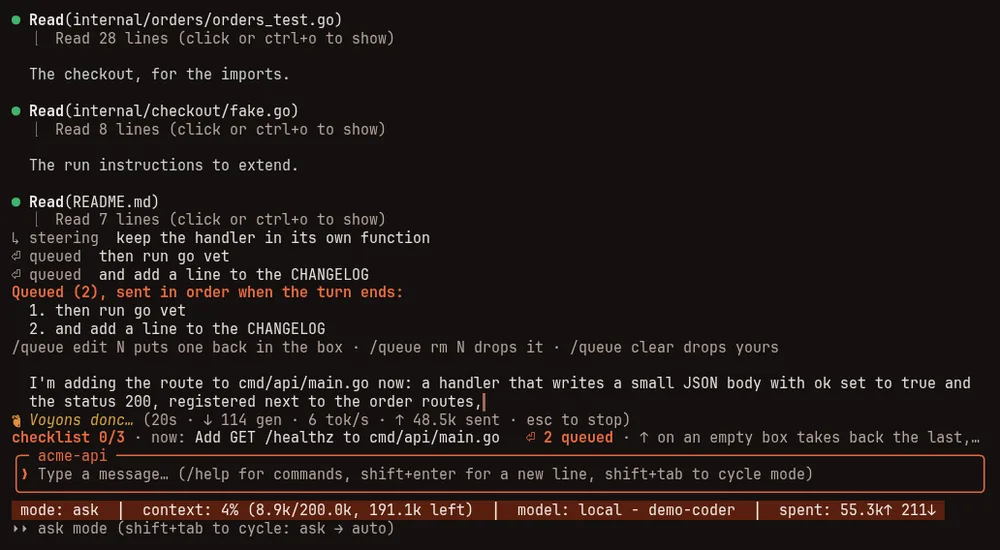 ● Read(internal/orders/orders_test.go)
⎿ Read 28 lines (click or ctrl+o to show)
The checkout, for the imports.
● Read(internal/checkout/fake.go)
⎿ Read 8 lines (click or ctrl+o to show)
The run instructions to extend.
● Read(README.md)
⎿ Read 7 lines (click or ctrl+o to show)
↳ steering  keep the handler in its own function
⏎ queued  then run go vet
⏎ queued  and add a line to the CHANGELOG
Queued (2), sent in order when the turn ends:
1. then run go vet
2. and add a line to the CHANGELOG
/queue edit N puts one back in the box · /queue rm N drops it · /queue clear drops yours
I'm adding the route to cmd/api/main.go now: a handler that writes a small JSON body with ok set to true and
the status 200, registered next to the order routes,
Voyons donc… (20s · ↓ 114 gen · 6 tok/s · ↑ 48.5k sent · esc to stop)
checklist 0/3 · now: Add GET /healthz to cmd/api/main.go  ⏎ 2 queued · ↑ on an empty box takes back the last,…
acme-api
❯ Type a message… (/help for commands, shift+enter for a new line, shift+tab to cycle mode)
mode: ask | context: 4% (8.9k/200.0k, 191.1k left) | model: local - demo-coder | spent: 55.3k↑ 211↓
▸▸ ask mode (shift+tab to cycle: ask → auto)